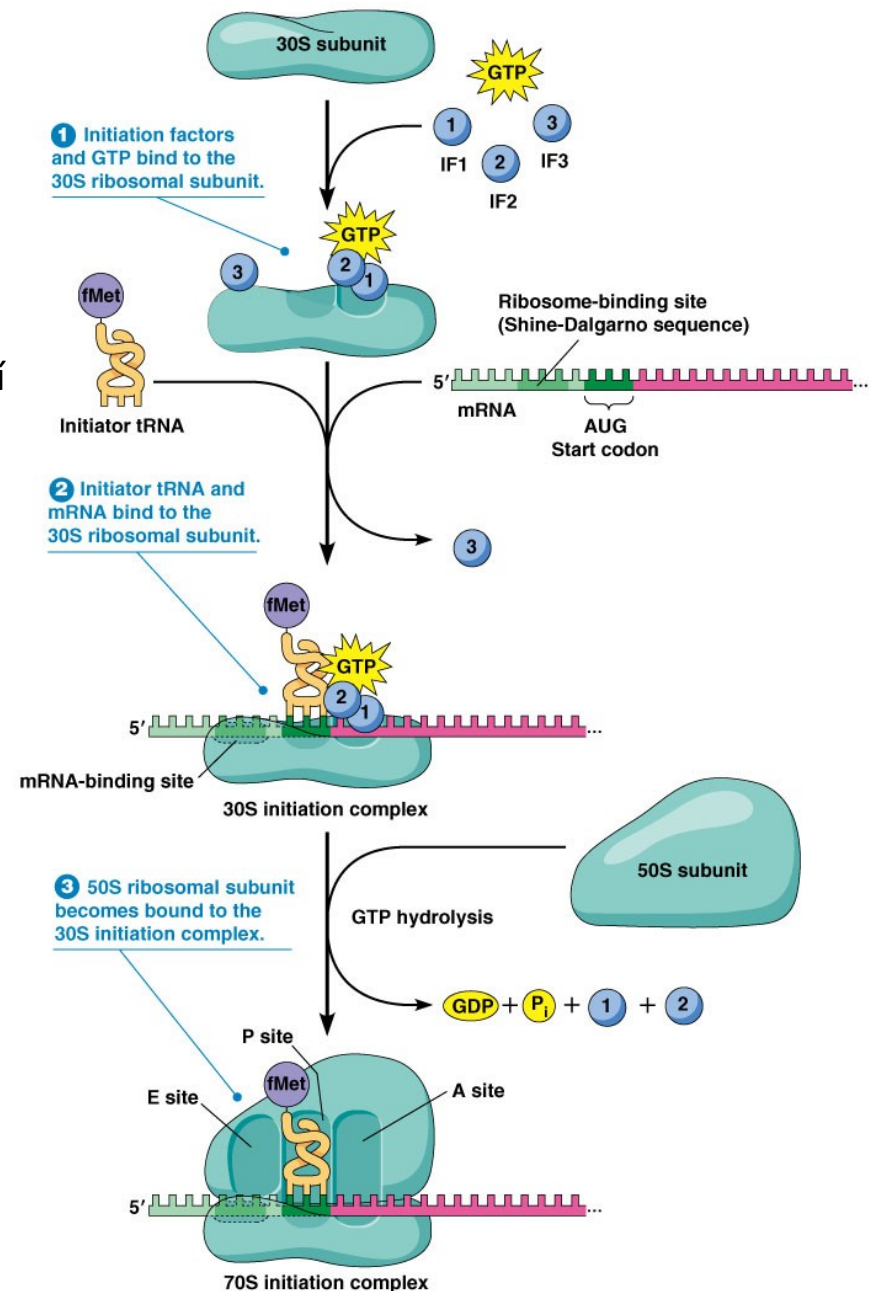 30S subunit
GTP
1
3
IF1
2
IF3
IF2
1 Initiation factors
and GTP bind to the
30S ribosomal subunit.
GTP
3
2
1
fMet
Ribosome-binding site
(Shine-Dalgarno sequence)
í
5′
...
mRNA
Initiator tRNA
AUG
Start codon
2 Initiator tRNA and
mRNA bind to the
30S ribosomal subunit.
3
fMet
GTP
2
1
5′
...
mRNA-binding site
30S initiation complex
50S subunit
3 50S ribosomal subunit
becomes bound to the
30S initiation complex.
GTP hydrolysis
GDP + Pi + 1 + 2
P site
fMet
E site
A site
5′
...
70S initiation complex